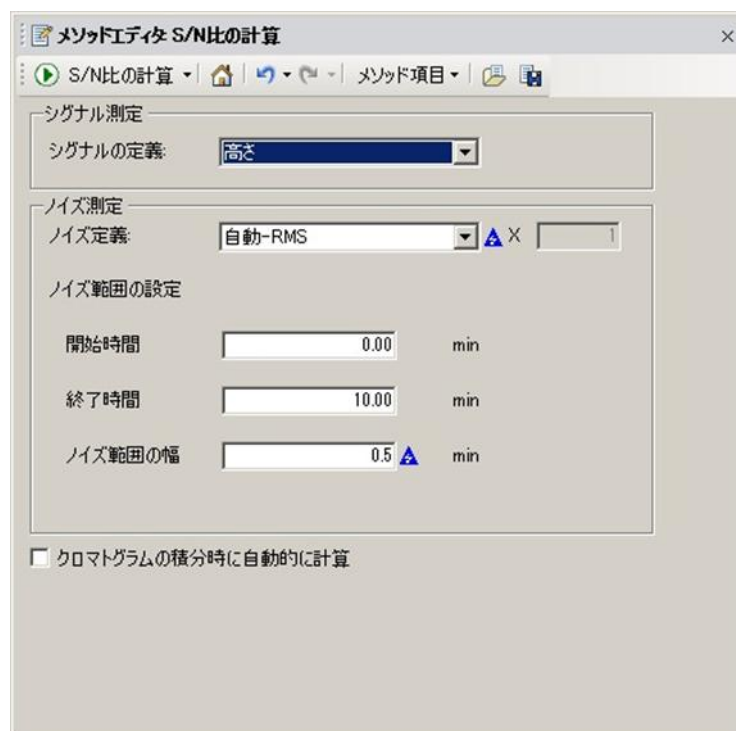 メソッドエディタ S/N比の計算
S/N比の計算 メソッド項目
シグナル測定
シグナルの定義: 高さ
ノイズ測定
ノイズ定義: 自動-RMS X 1
ノイズ範囲の設定
開始時間 0.00 min
終了時間 10.00 min
ノイズ範囲の幅 0.5 min
クロマトグラムの積分時に自動的に計算